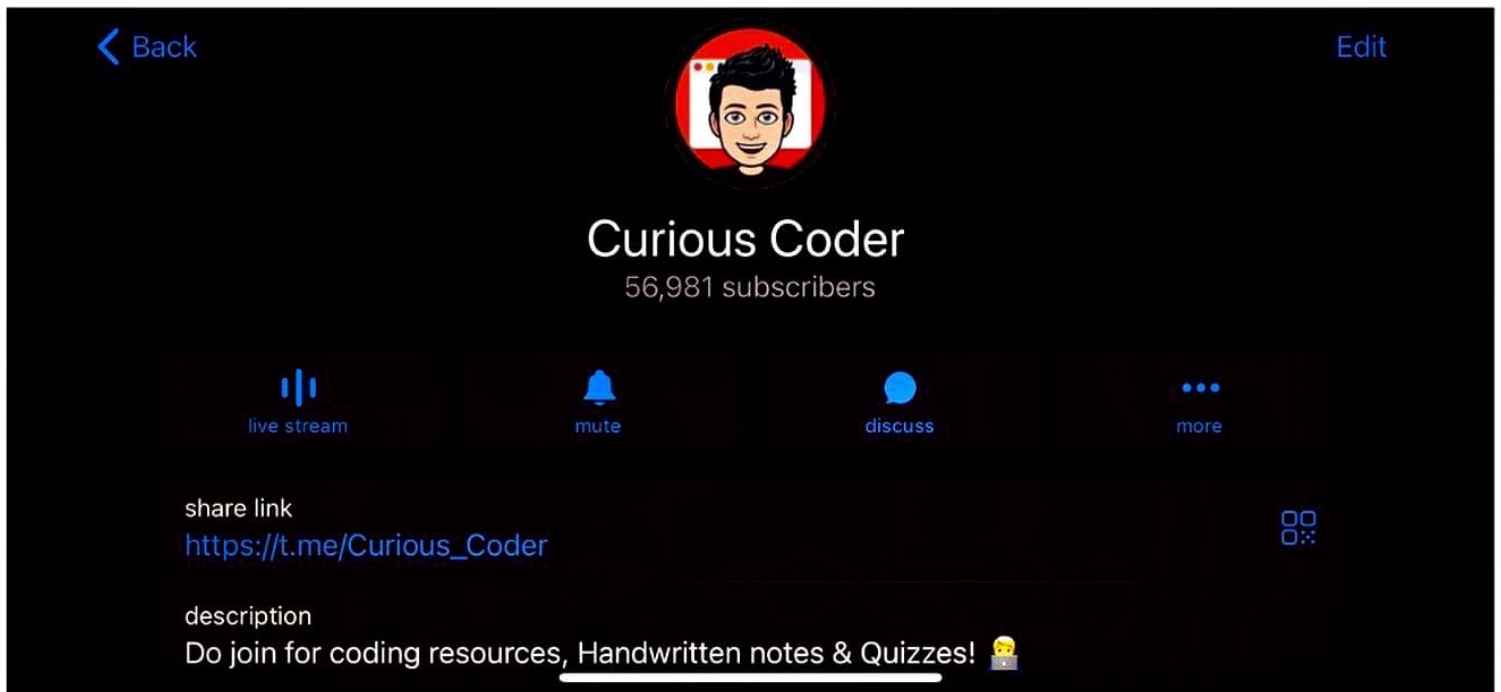 Back
Edit
Curious Coder
56,981 subscribers
live stream
mute
discuss
more
share link
https://t.me/Curious_Coder
description
Do join for coding resources, Handwritten notes & Quizzes! 👨‍💻